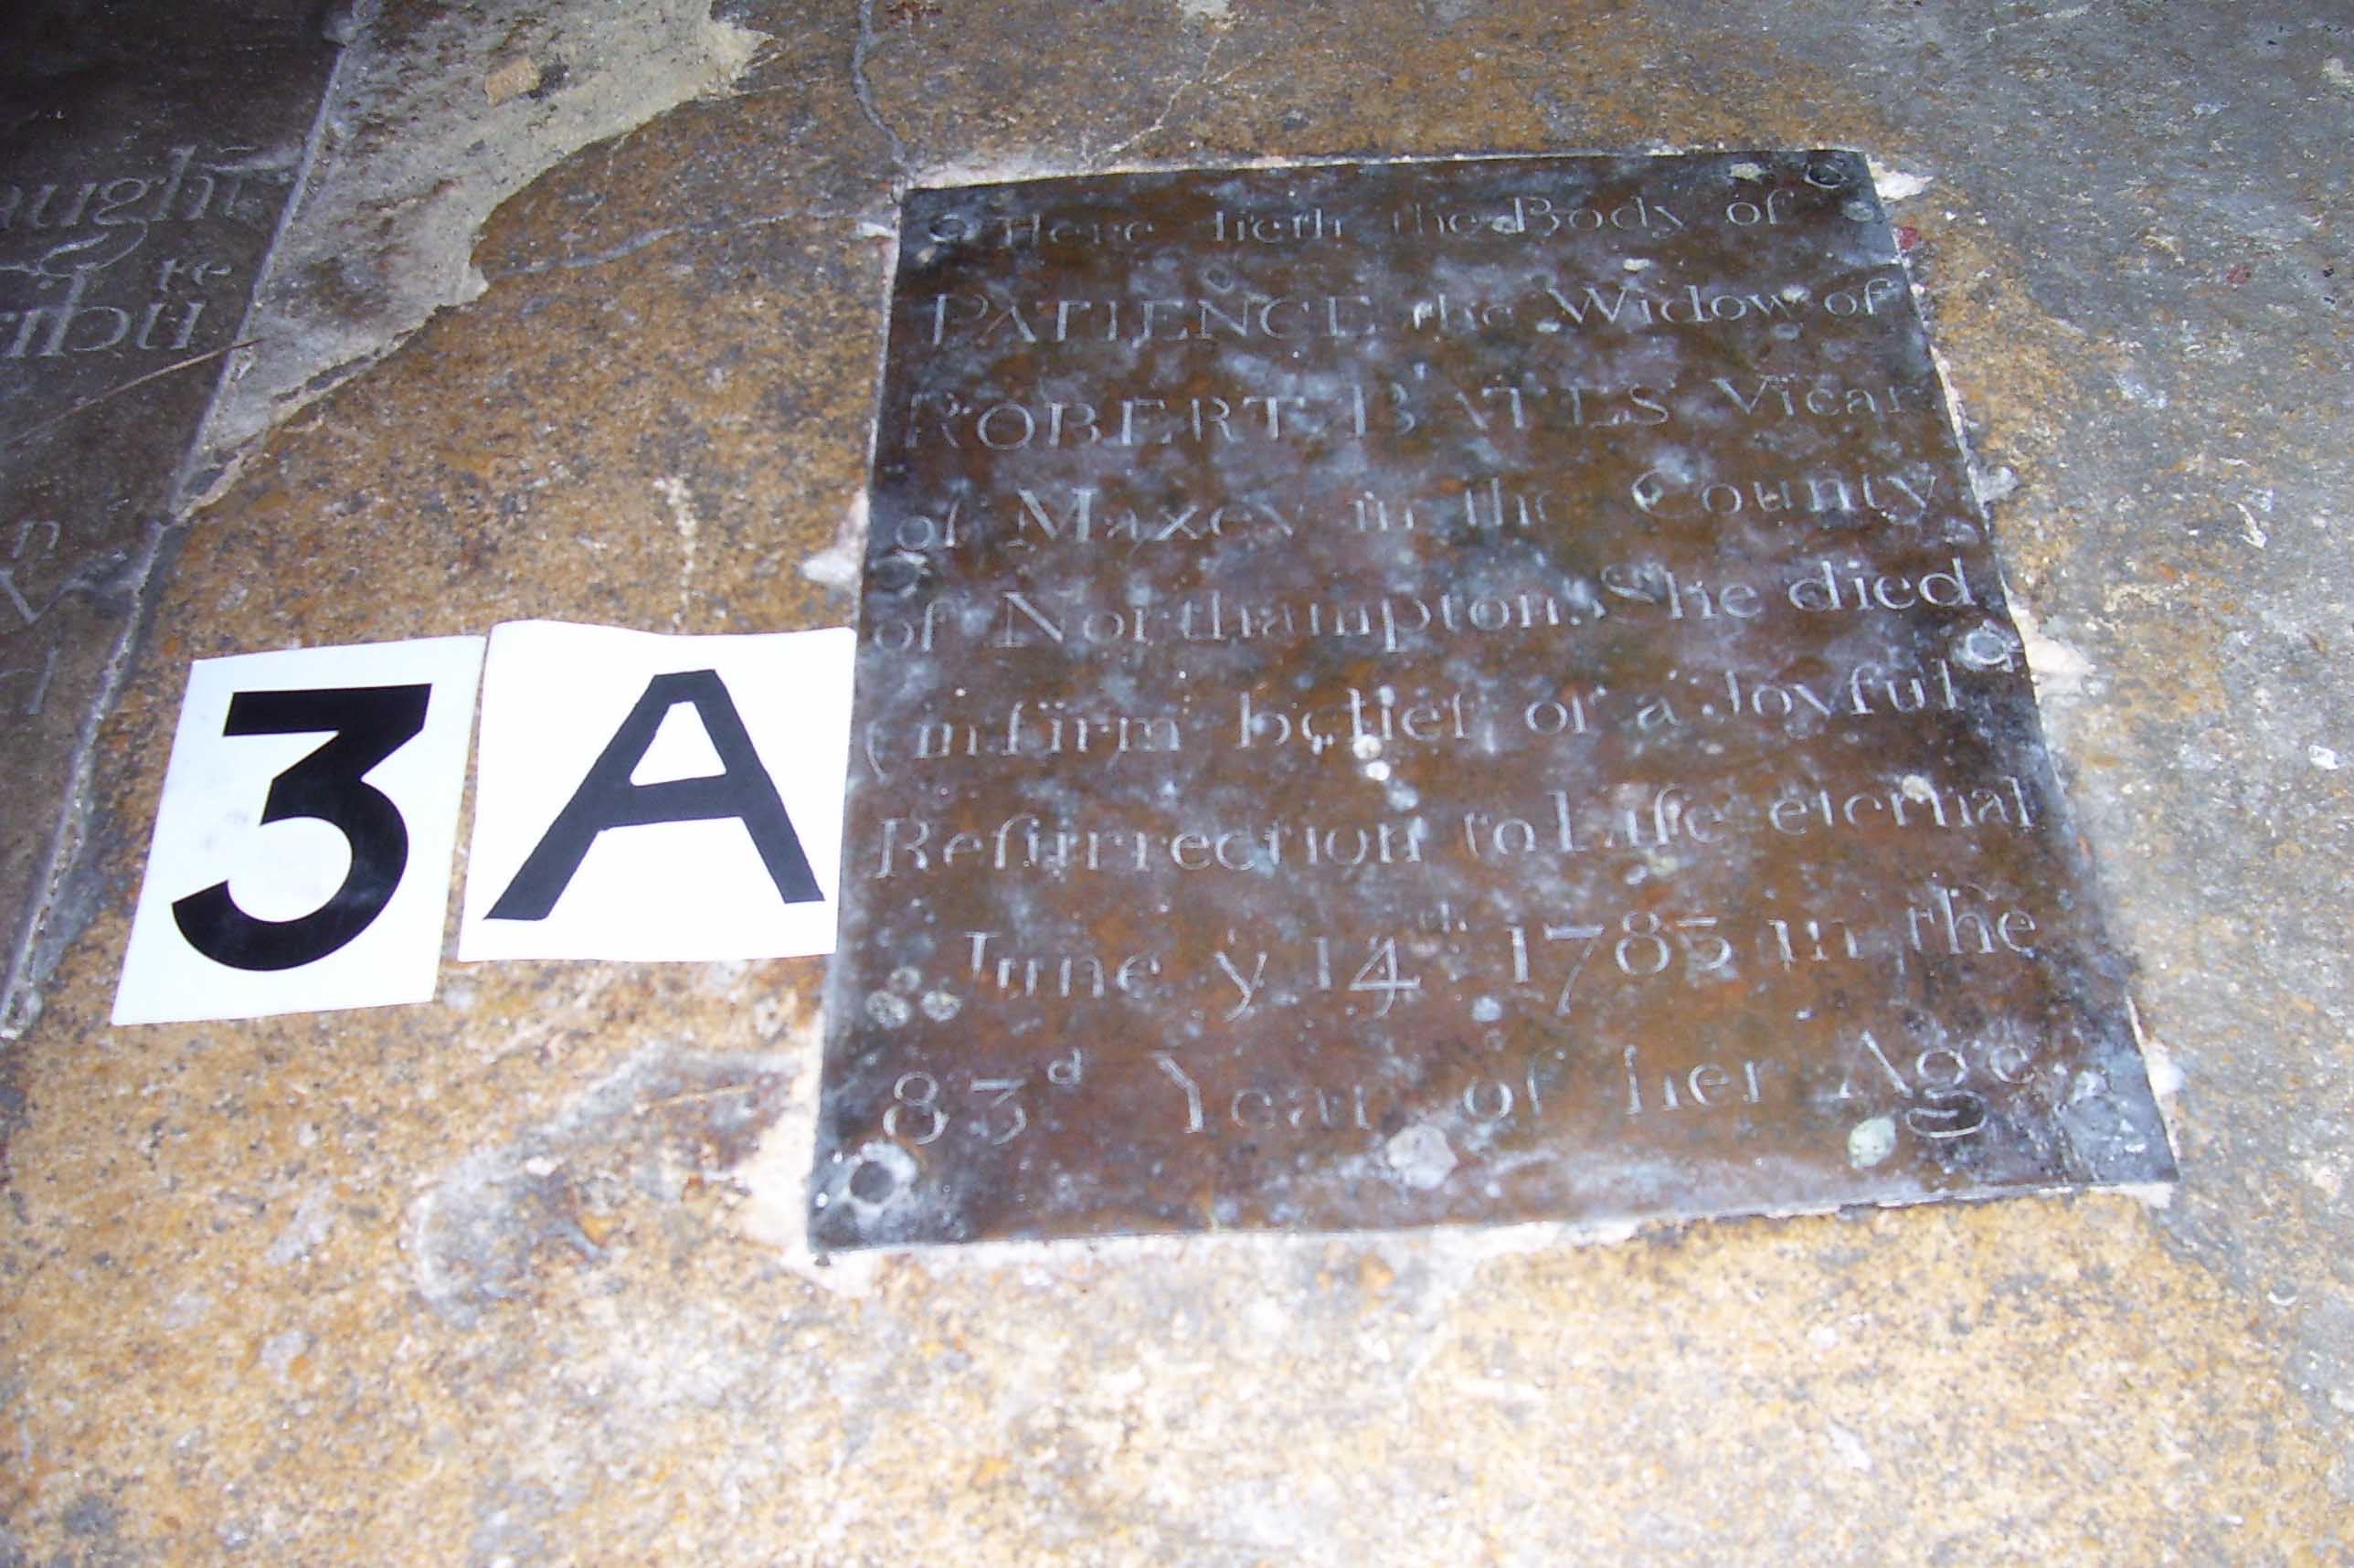 Here lieth the Body of
PATIENCE the Widow of
ROBERT BATES Vicar
of Maxey in the County
of Northampton. She died
(in firm belief of a Joyful
Reſurrection to Life eternal
June y 14th 1785 in the
83d Year of her Age
3 A
te
n